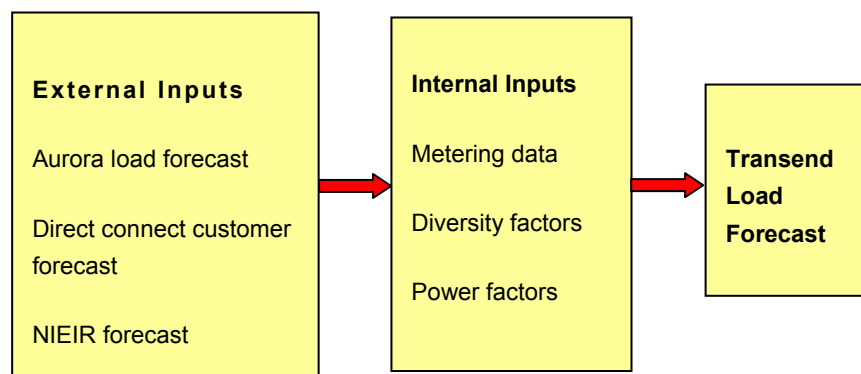 External Inputs
Aurora load forecast
Direct connect customer
forecast
NIEIR forecast
Internal Inputs
Metering data
Diversity factors
Power factors
Transend
Load
Forecast